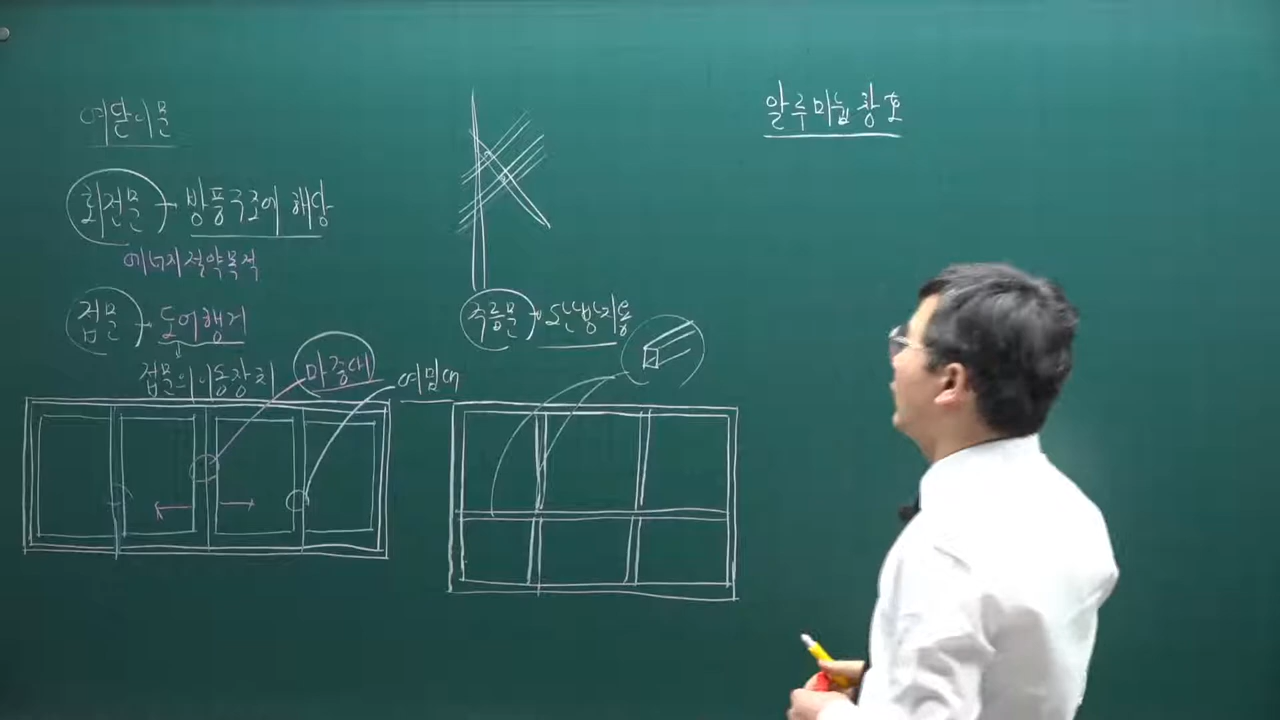 여닫이문
회전문 - 방풍구조에 해당
에너지절약목적
접문 - 도어행거
접문의 이동장치
마중대
여밈대
주름문 - 도난방지용
알루미늄창호